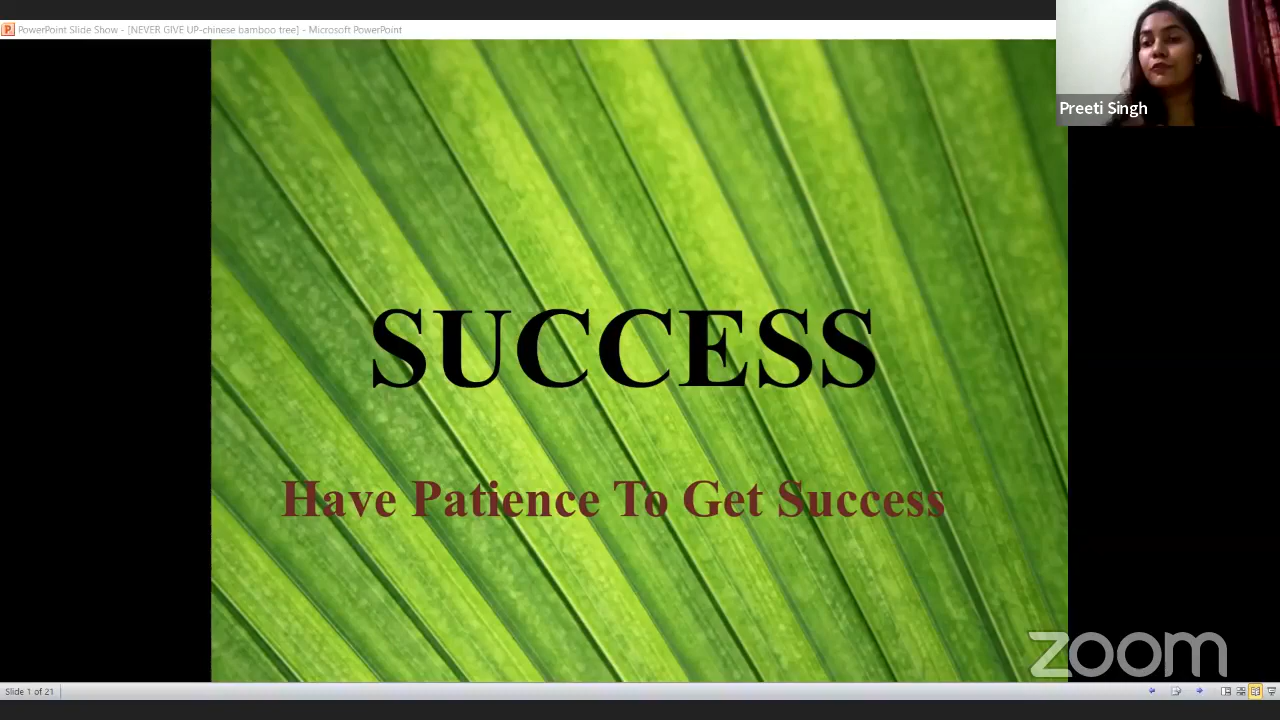 PowerPoint Slide Show - [NEVER GIVE UP-chinese bamboo tree] - Microsoft PowerPoint
Preeti Singh
SUCCESS
Have Patience To Get Success
zoom
Slide 1 of 21